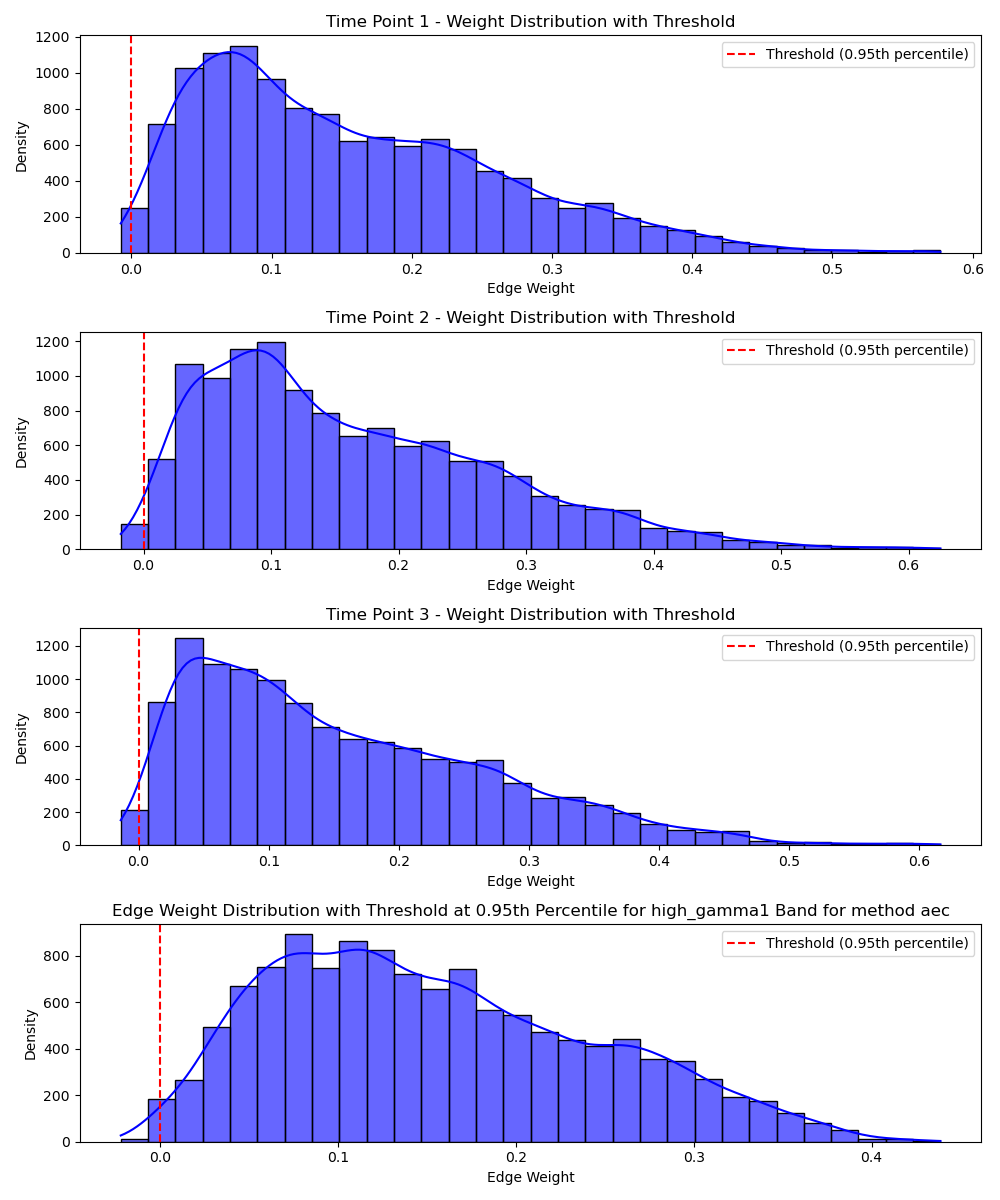 Time Point 1 - Weight Distribution with Threshold
1200
1000
800
600
400
200
0
Density
Threshold (0.95th percentile)
0.0 0.1 0.2 0.3 0.4 0.5 0.6
Edge Weight
Time Point 2 - Weight Distribution with Threshold
1200
1000
800
600
400
200
0
Density
Threshold (0.95th percentile)
0.0 0.1 0.2 0.3 0.4 0.5 0.6
Edge Weight
Time Point 3 - Weight Distribution with Threshold
1200
1000
800
600
400
200
0
Density
Threshold (0.95th percentile)
0.0 0.1 0.2 0.3 0.4 0.5 0.6
Edge Weight
Edge Weight Distribution with Threshold at 0.95th Percentile for high_gamma1 Band for method aec
800
600
400
200
0
Density
Threshold (0.95th percentile)
0.0 0.1 0.2 0.3 0.4
Edge Weight